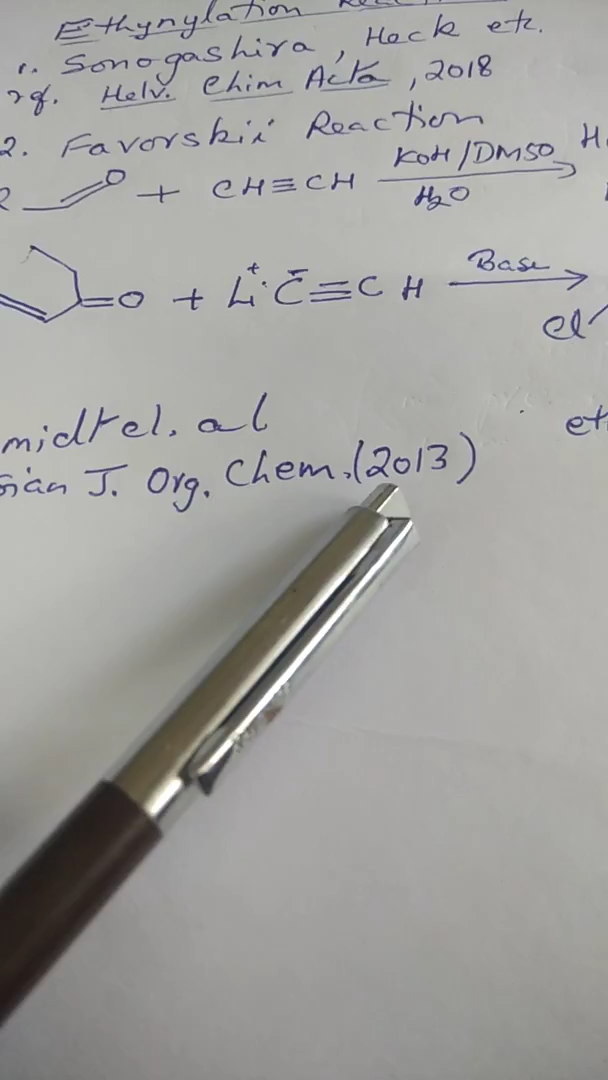 Ethynylation
1. Sonogashira, Heck etc.
Helv. Chim Acta, 2018
2. Favorskii Reaction
O + CH≡CH KOH/DMSO H2O H
=O + Li+ C̄≡CH Base
Cl
midt el. al et
J. Org. Chem. (2013)